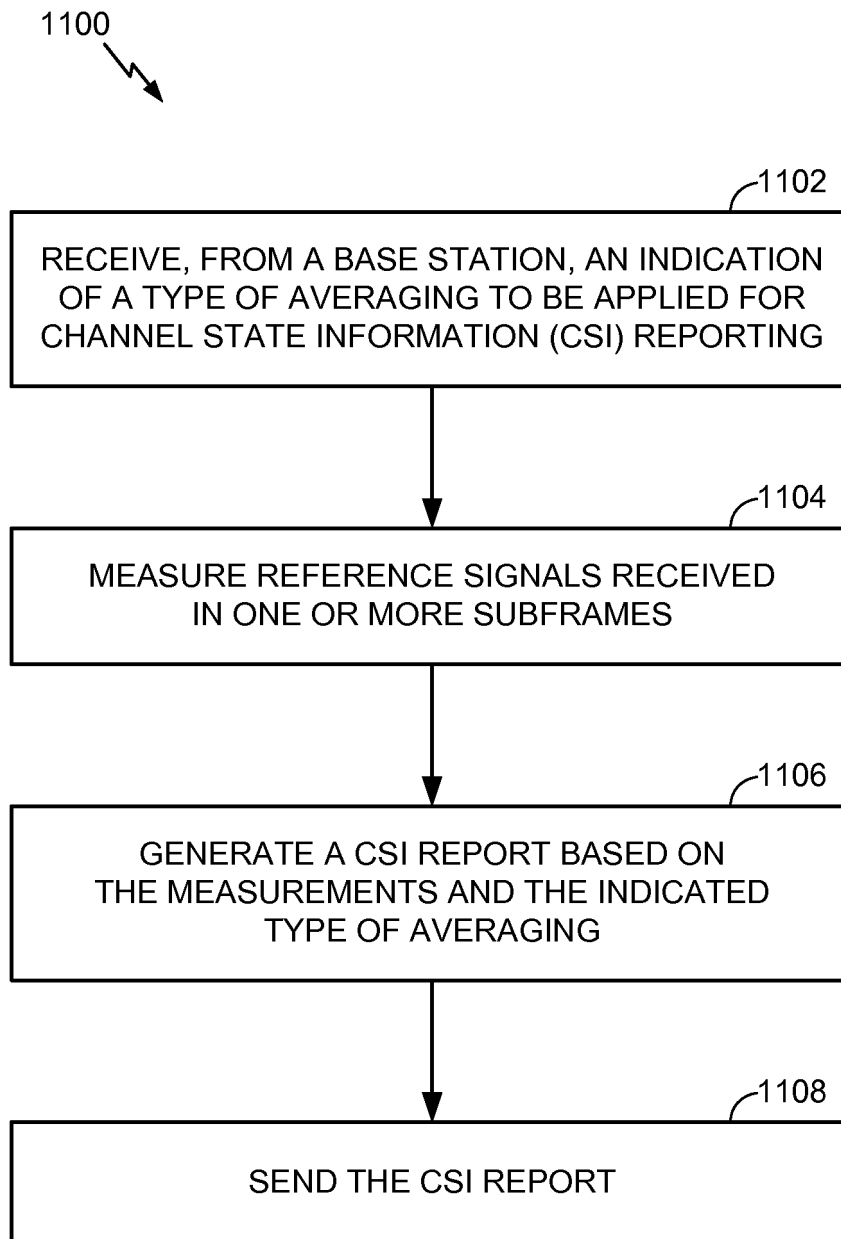 1100
1102
RECEIVE, FROM A BASE STATION, AN INDICATION
OF A TYPE OF AVERAGING TO BE APPLIED FOR
CHANNEL STATE INFORMATION (CSI) REPORTING
1104
MEASURE REFERENCE SIGNALS RECEIVED
IN ONE OR MORE SUBFRAMES
1106
GENERATE A CSI REPORT BASED ON
THE MEASUREMENTS AND THE INDICATED
TYPE OF AVERAGING
1108
SEND THE CSI REPORT